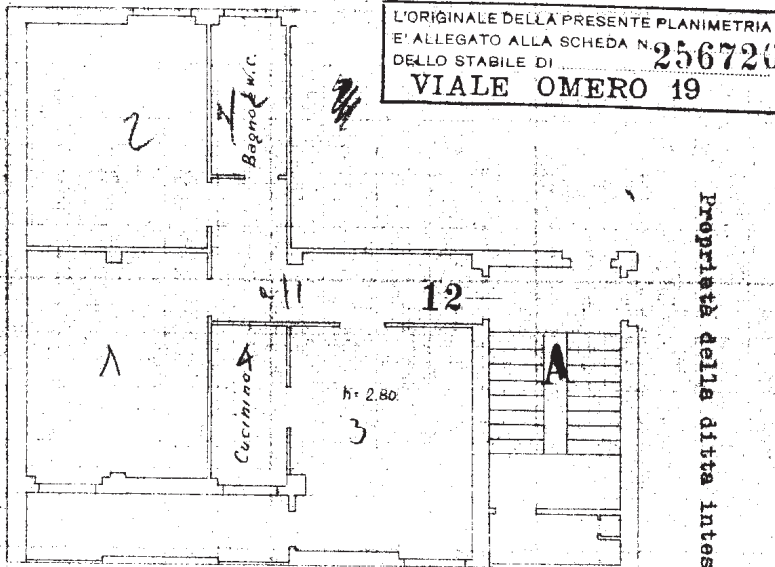 L'ORIGINALE DELLA PRESENTE PLANIMETRIA
E' ALLEGATO ALLA SCHEDA N. 256720
DELLO STABILE DI
VIALE OMERO 19
2
Bagno e W.C.
12
A
1
Cucinino
4
h= 2.80
3
Proprietà della ditta intes